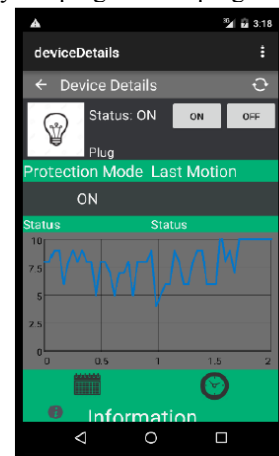 3G 3:18
deviceDetails
Device Details
Status: ON ON OFF
Plug
Protection Mode Last Motion
ON
Status Status
10
7.5
5
2.5
0
0 0.5 1 1.5 2
Information